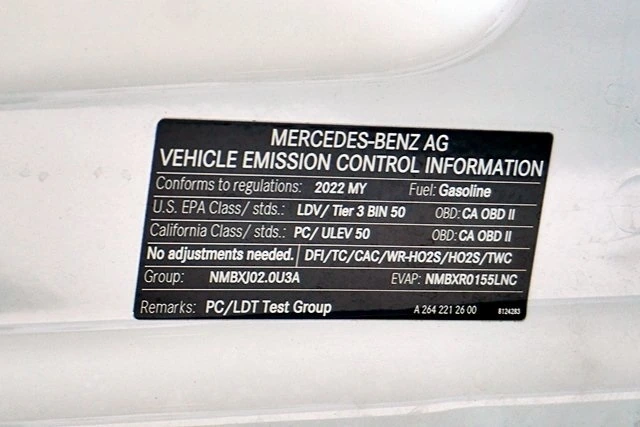 MERCEDES-BENZ AG
VEHICLE EMISSION CONTROL INFORMATION
Conforms to regulations: 2022 MY Fuel: Gasoline
U.S. EPA Class/ stds.: LDV/ Tier 3 BIN 50 OBD: CA OBD II
California Class/ stds.: PC/ ULEV 50 OBD: CA OBD II
No adjustments needed. DFI/TC/CAC/WR-HO2S/HO2S/TWC
Group: NMBXJ02.0U3A EVAP: NMBXR0155LNC
Remarks: PC/LDT Test Group A 264 221 26 00 8124283